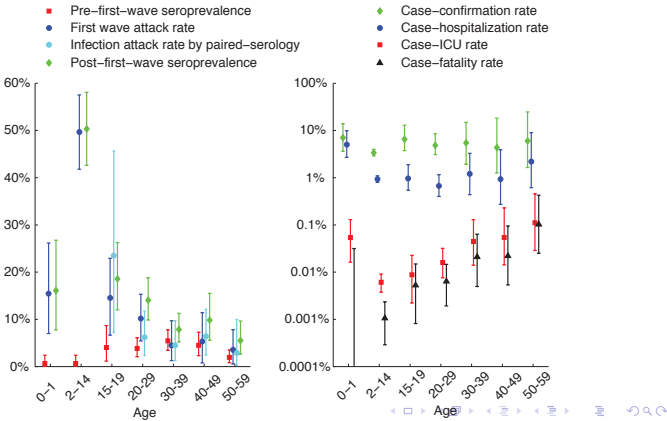 Pre-first-wave seroprevalence
First wave attack rate
Infection attack rate by paired-serology
Post-first-wave seroprevalence
60%
50%
40%
30%
20%
10%
0%
0-1
2-14
15-19
20-29
30-39
40-49
50-59
Age
Case-confirmation rate
Case-hospitalization rate
Case-ICU rate
Case-fatality rate
100%
10%
1%
0.1%
0.01%
0.001%
0.0001%
0-1
2-14
15-19
20-29
30-39
40-49
50-59
Age